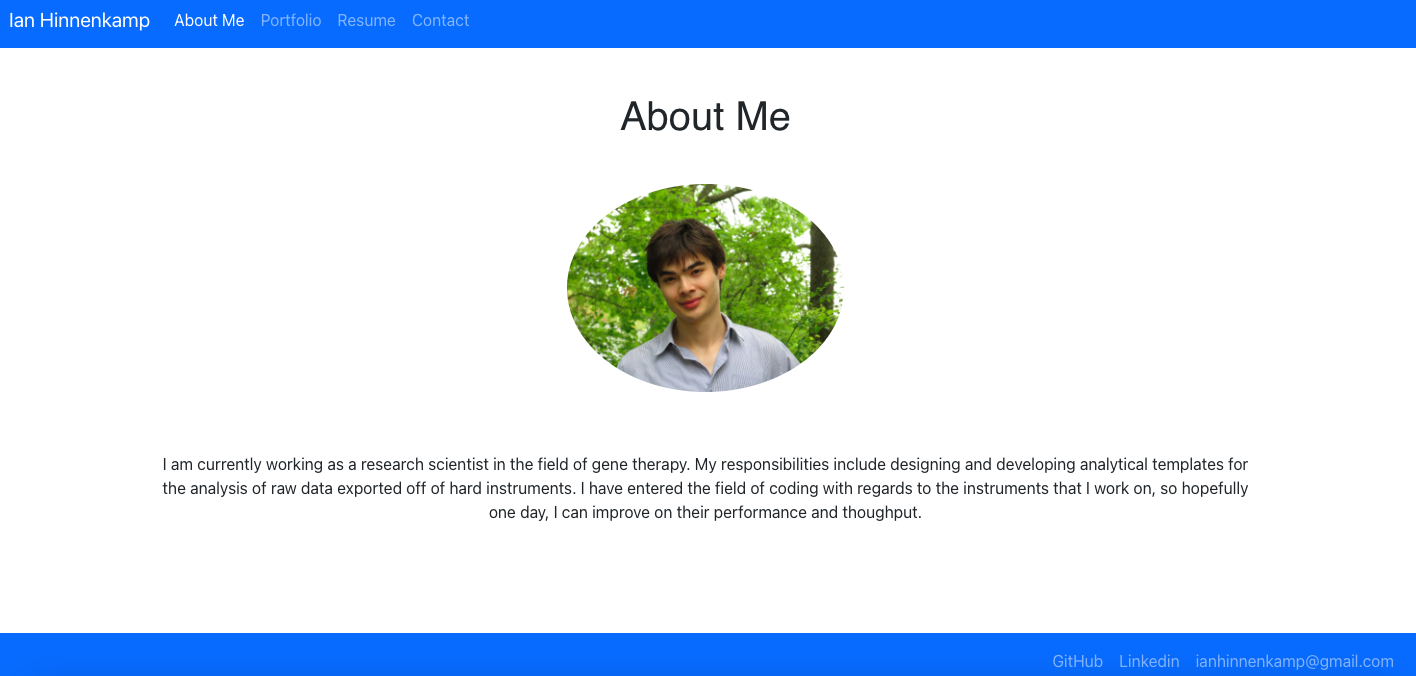 Ian Hinnenkamp About Me Portfolio Resume Contact
About Me
I am currently working as a research scientist in the field of gene therapy. My responsibilities include designing and developing analytical templates for
the analysis of raw data exported off of hard instruments. I have entered the field of coding with regards to the instruments that I work on, so hopefully
one day, I can improve on their performance and thoughput.
GitHub Linkedin ianhinnenkamp@gmail.com